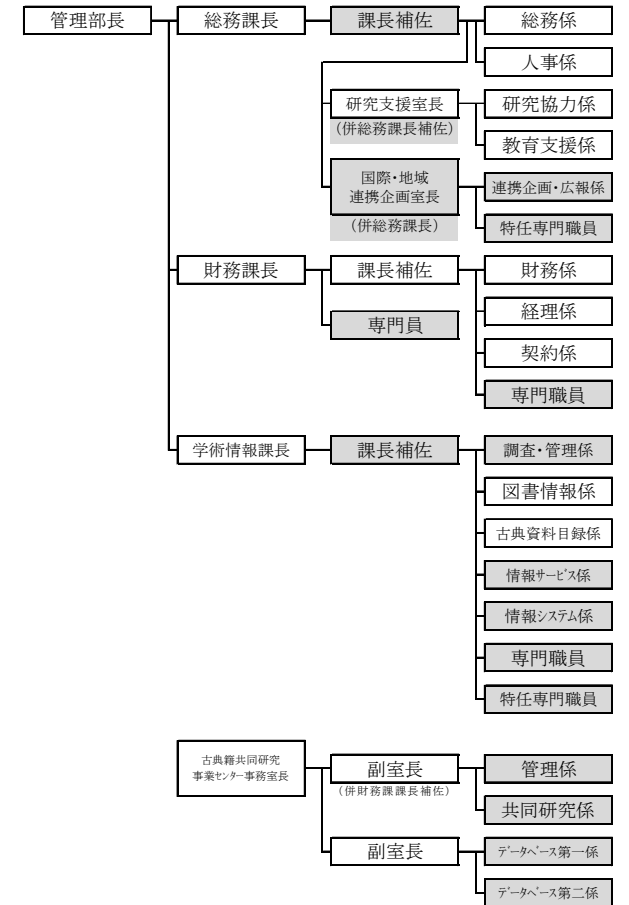 管理部長
総務課長
課長補佐
総務係
人事係
研究支援室長
(併総務課長補佐)
研究協力係
教育支援係
国際・地域
連携企画室長
(併総務課長)
連携企画・広報係
特任専門職員
財務課長
課長補佐
財務係
専門員
経理係
契約係
専門職員
学術情報課長
課長補佐
調査・管理係
図書情報係
古典資料目録係
情報ｻｰﾋﾞｽ係
情報ｼｽﾃﾑ係
専門職員
特任専門職員
古典籍共同研究
事業ｾﾝﾀｰ事務室長
副室長
(併財務課課長補佐)
管理係
共同研究係
副室長
ﾃﾞｰﾀﾍﾞｰｽ第一係
ﾃﾞｰﾀﾍﾞｰｽ第二係